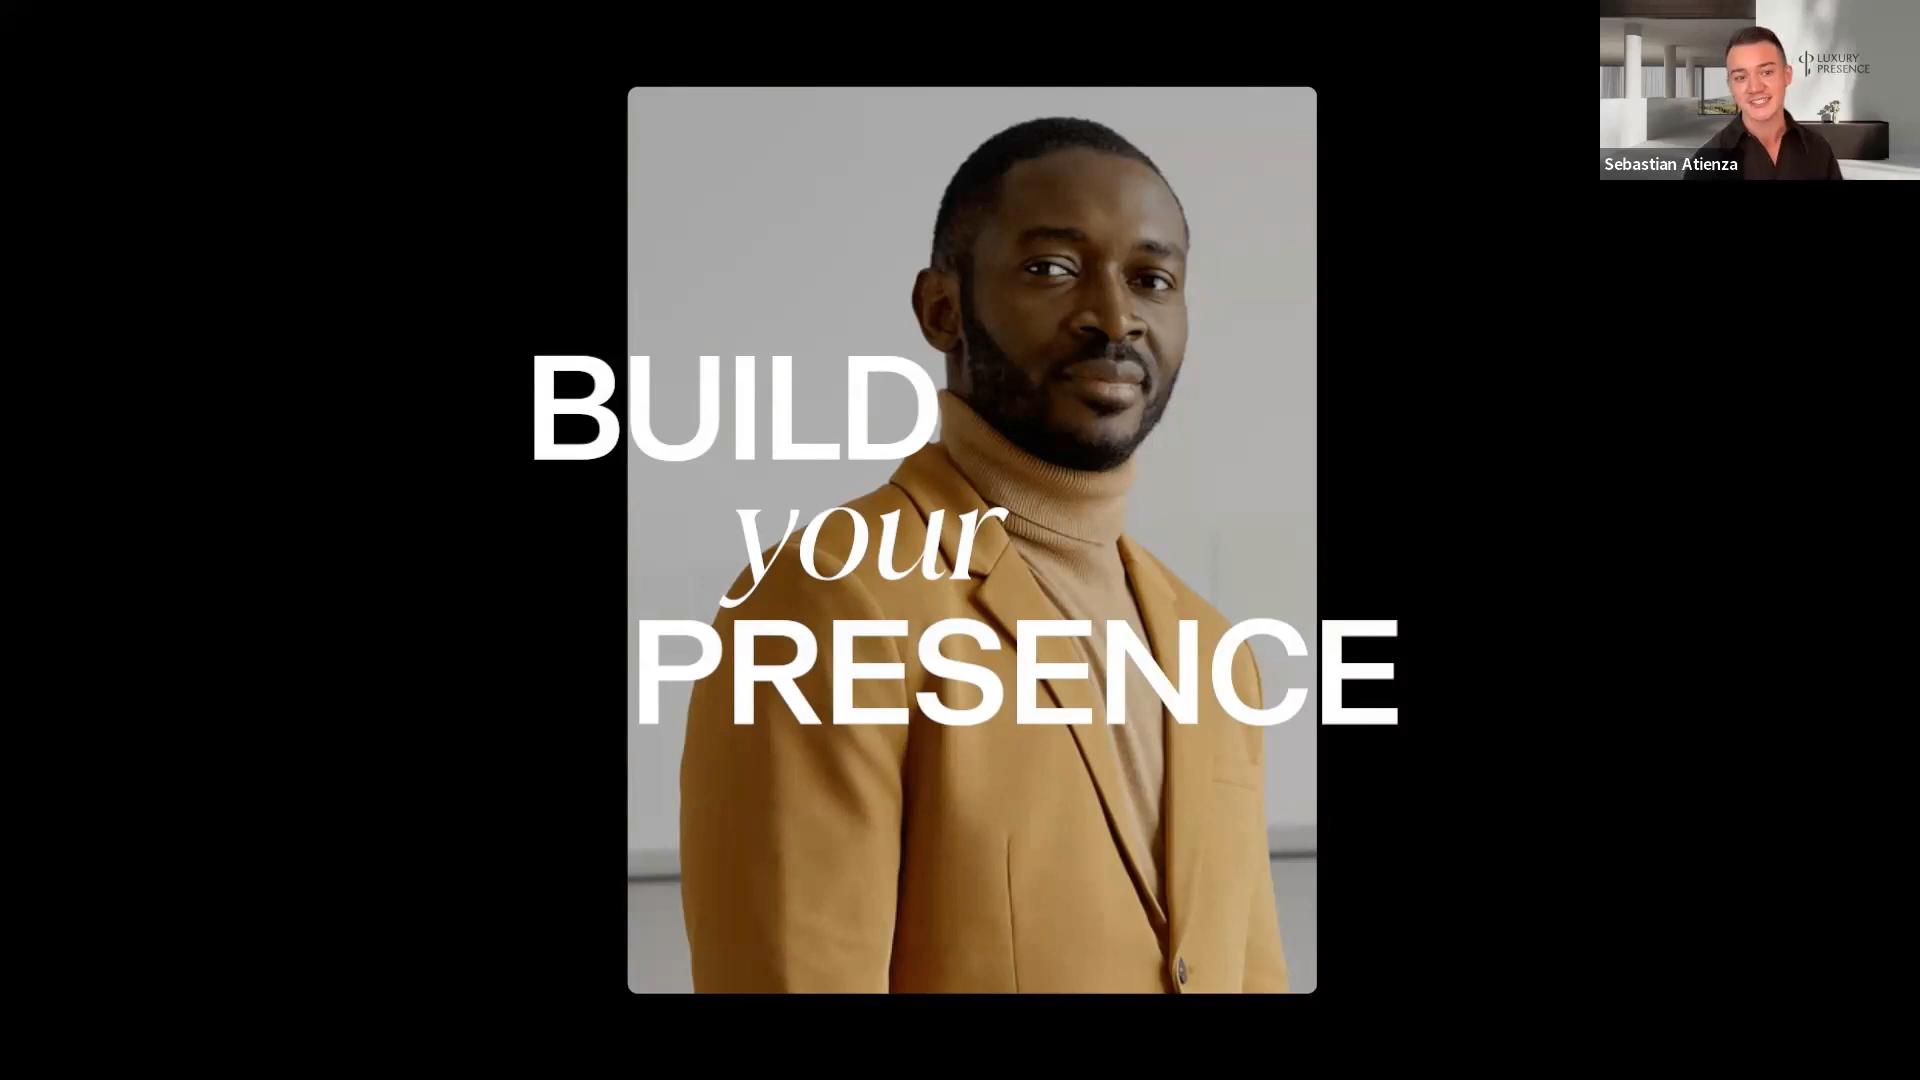 BUILD
your
PRESENCE
LUXURY
PRESENCE
Sebastian Atienza